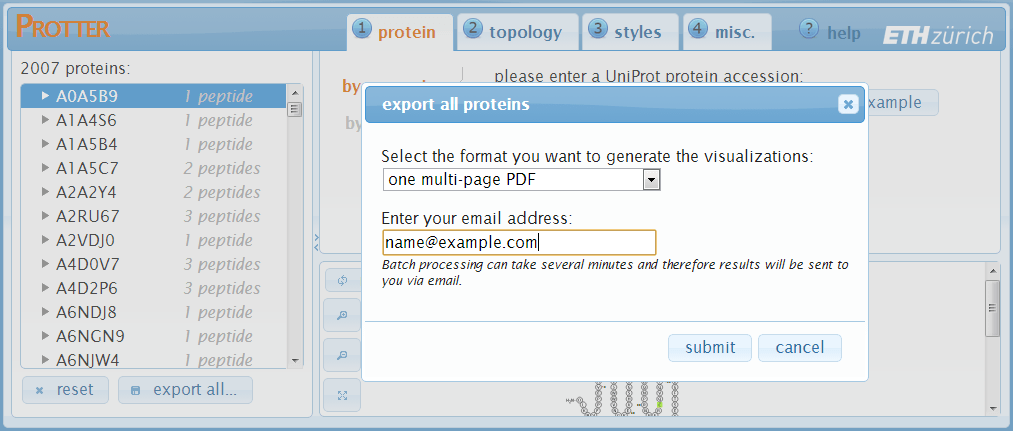 PROTTER
1 protein
2 topology
3 styles
4 misc.
? help
ETH zürich
2007 proteins:
A0A5B9 1 peptide
A1A4S6 1 peptide
A1A5B4 1 peptide
A1A5C7 2 peptides
A2A2Y4 2 peptides
A2RU67 3 peptides
A2VDJ0 1 peptide
A4D0V7 3 peptides
A4D2P6 3 peptides
A6NDJ8 1 peptide
A6NGN9 1 peptide
A6NJW4 1 peptide
reset
export all...
please enter a UniProt protein accession:
by
xample
by
export all proteins
Select the format you want to generate the visualizations:
one multi-page PDF
Enter your email address:
name@example.com
Batch processing can take several minutes and therefore results will be sent to
you via email.
submit
cancel